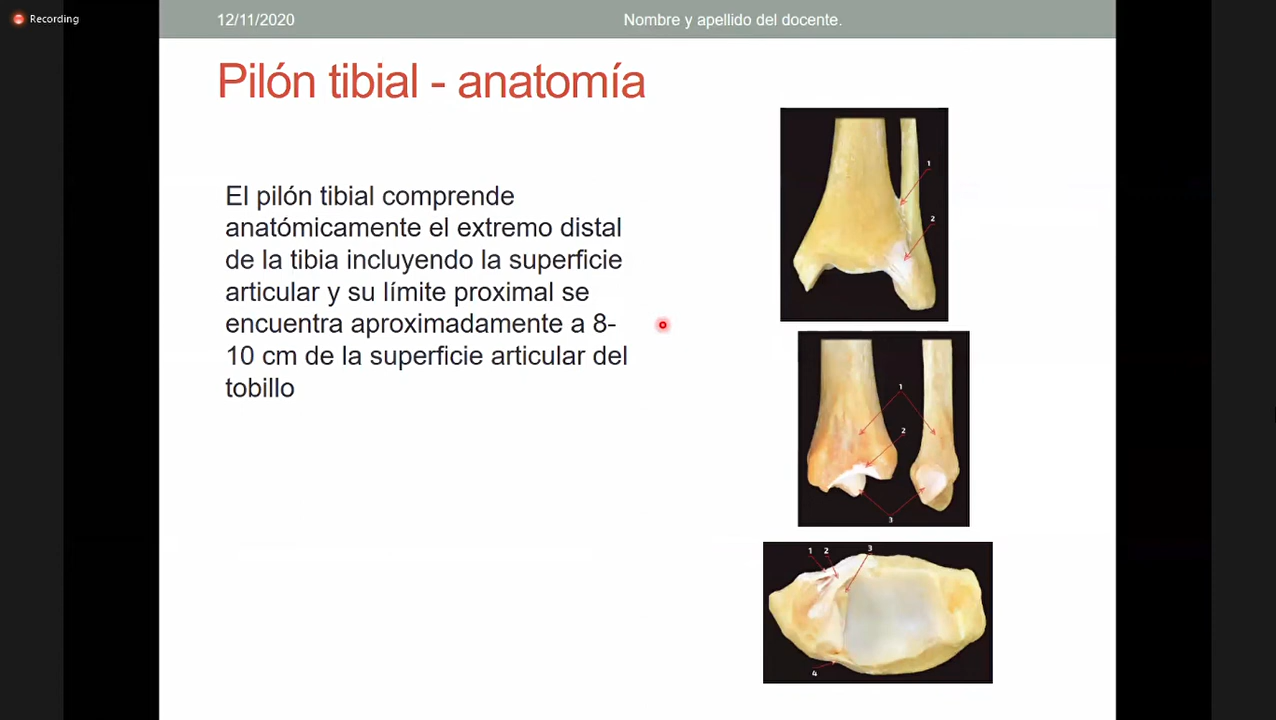 Recording
12/11/2020
Nombre y apellido del docente.
Pilón tibial - anatomía
El pilón tibial comprende
anatómicamente el extremo distal
de la tibia incluyendo la superficie
articular y su límite proximal se
encuentra aproximadamente a 8-
10 cm de la superficie articular del
tobillo
1
2
1
2
3
1 2 3
4